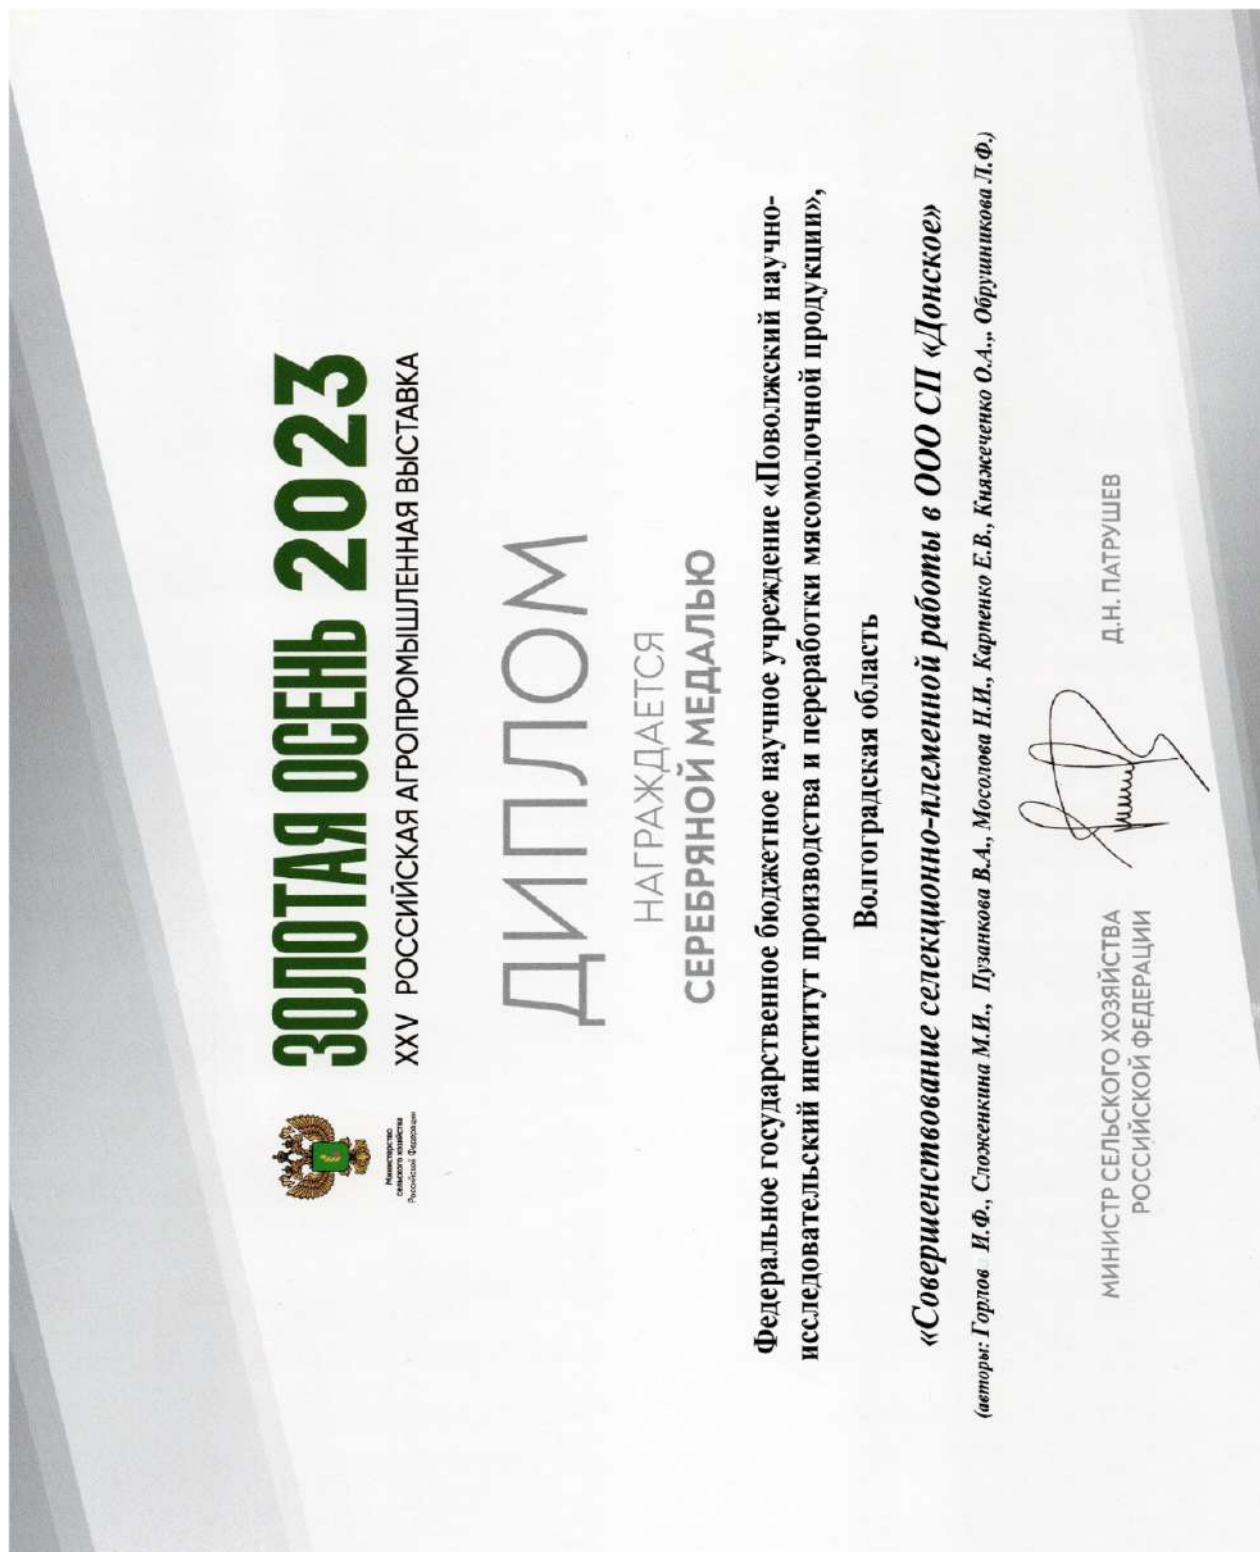 Министерство
сельского хозяйства
Российской Федерации
ЗОЛОТАЯ ОСЕНЬ 2023
XXV РОССИЙСКАЯ АГРОПРОМЫШЛЕННАЯ ВЫСТАВКА
ДИПЛОМ
НАГРАЖДАЕТСЯ
СЕРЕБРЯНОЙ МЕДАЛЬЮ
Федеральное государственное бюджетное научное учреждение «Поволжский научно-
исследовательский институт производства и переработки мясомолочной продукции»,
Волгоградская область
«Совершенствование селекционно-племенной работы в ООО СП «Донское»
(авторы: Горлов И.Ф., Сложенкина М.И., Пузанкова В.А., Мосолова Н.И., Карпенко Е.В., Княжеченко О.А.,, Обрушникова Л.Ф.)
МИНИСТР СЕЛЬСКОГО ХОЗЯЙСТВА
РОССИЙСКОЙ ФЕДЕРАЦИИ
Д.Н. ПАТРУШЕВ